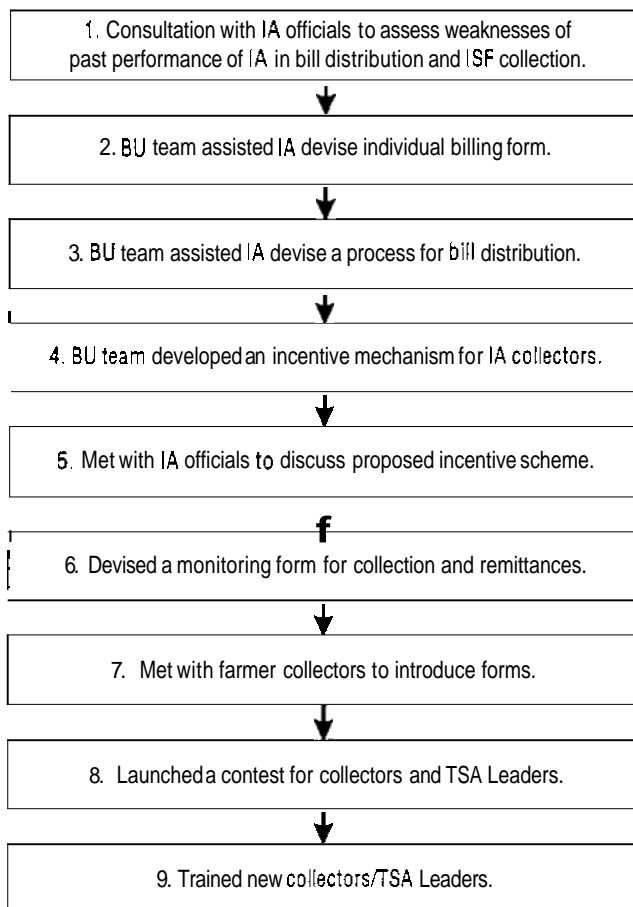 1. Consultation with IA officials to assess weaknesses of
past performance of IA in bill distribution and ISF collection.
2. BU team assisted IA devise individual billing form.
3. BU team assisted IA devise a process for bill distribution.
4. BU team developed an incentive mechanism for IA collectors.
5. Met with IA officials to discuss proposed incentive scheme.
f
6. Devised a monitoring form for collection and remittances.
7. Met with farmer collectors to introduce forms.
8. Launched a contest for collectors and TSA Leaders.
9. Trained new collectors/TSA Leaders.